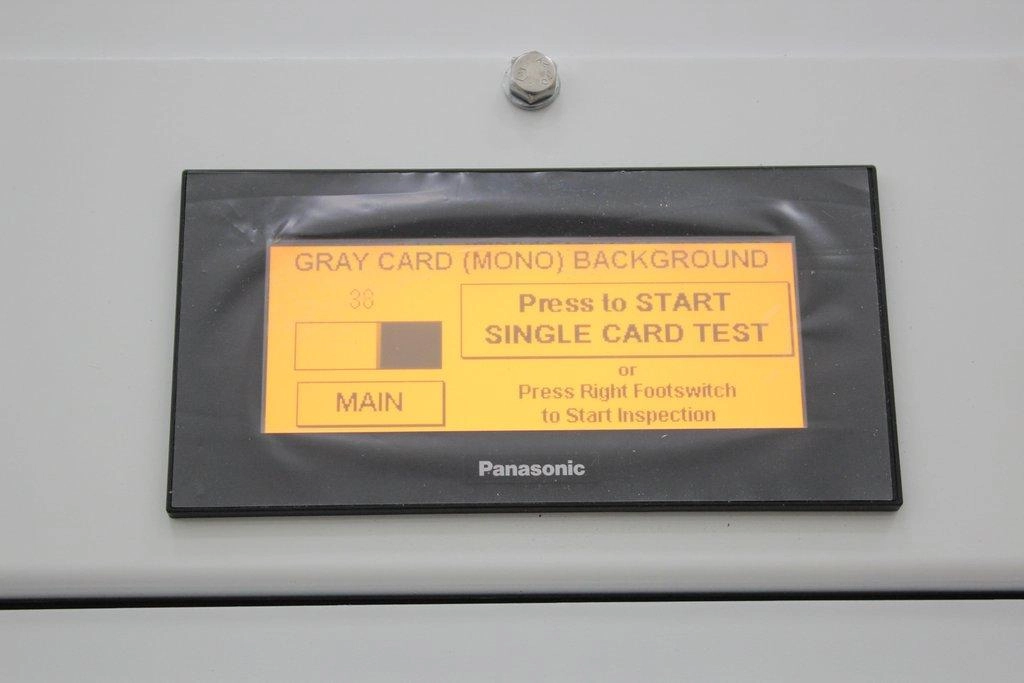 GRAY CARD (MONO) BACKGROUND
38
Press to START
SINGLE CARD TEST
MAIN
or
Press Right Footswitch
to Start Inspection
Panasonic